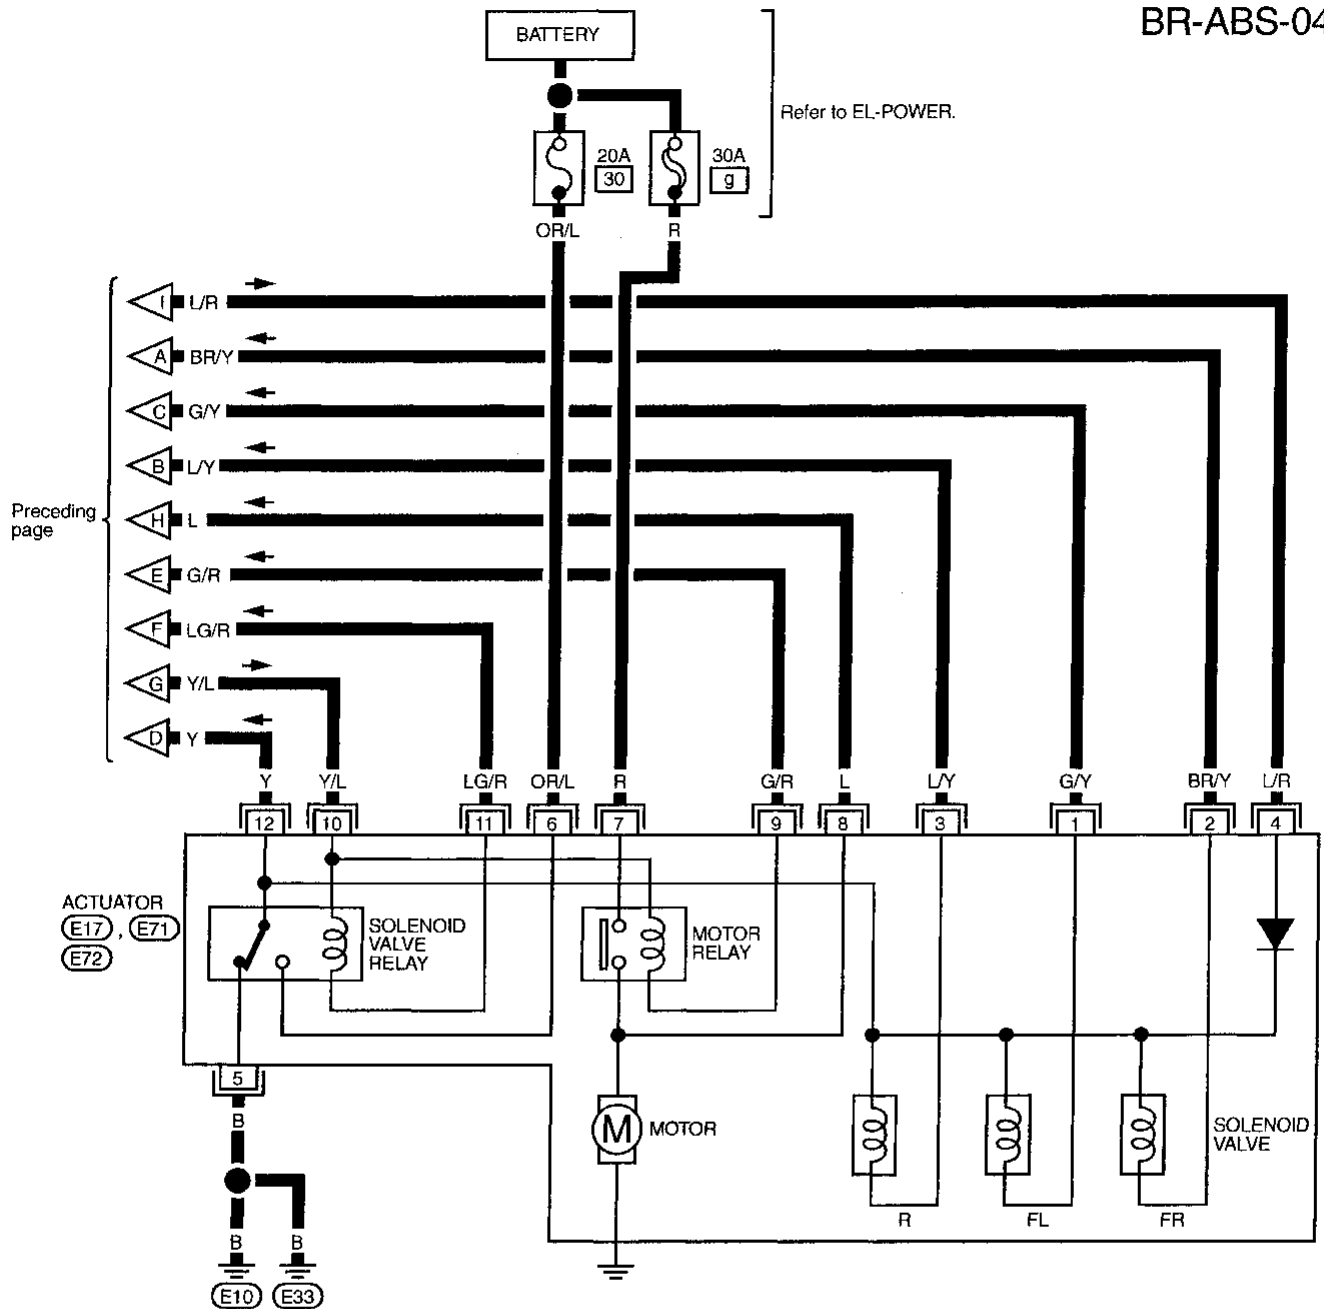 BR-ABS-04
BATTERY
Refer to EL-POWER.
20A
30
30A
g
OR/L
R
I L/R
A BR/Y
C G/Y
B L/Y
Preceding
page
H L
E G/R
F LG/R
G Y/L
D Y
Y Y/L LG/R OR/L R G/R L L/Y G/Y BR/Y L/R
12 10 11 6 7 9 8 3 1 2 4
ACTUATOR
E17 , E71
E72
SOLENOID
VALVE
RELAY
MOTOR
RELAY
5
B
M MOTOR
SOLENOID
VALVE
R FL FR
B B
E10 E33